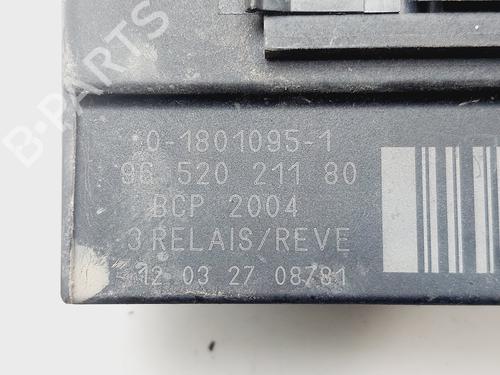 B-PARTS
0-1801095-1
96 520 211 80
BCP 2004
3 RELAIS/REVE
12 03 27 08781